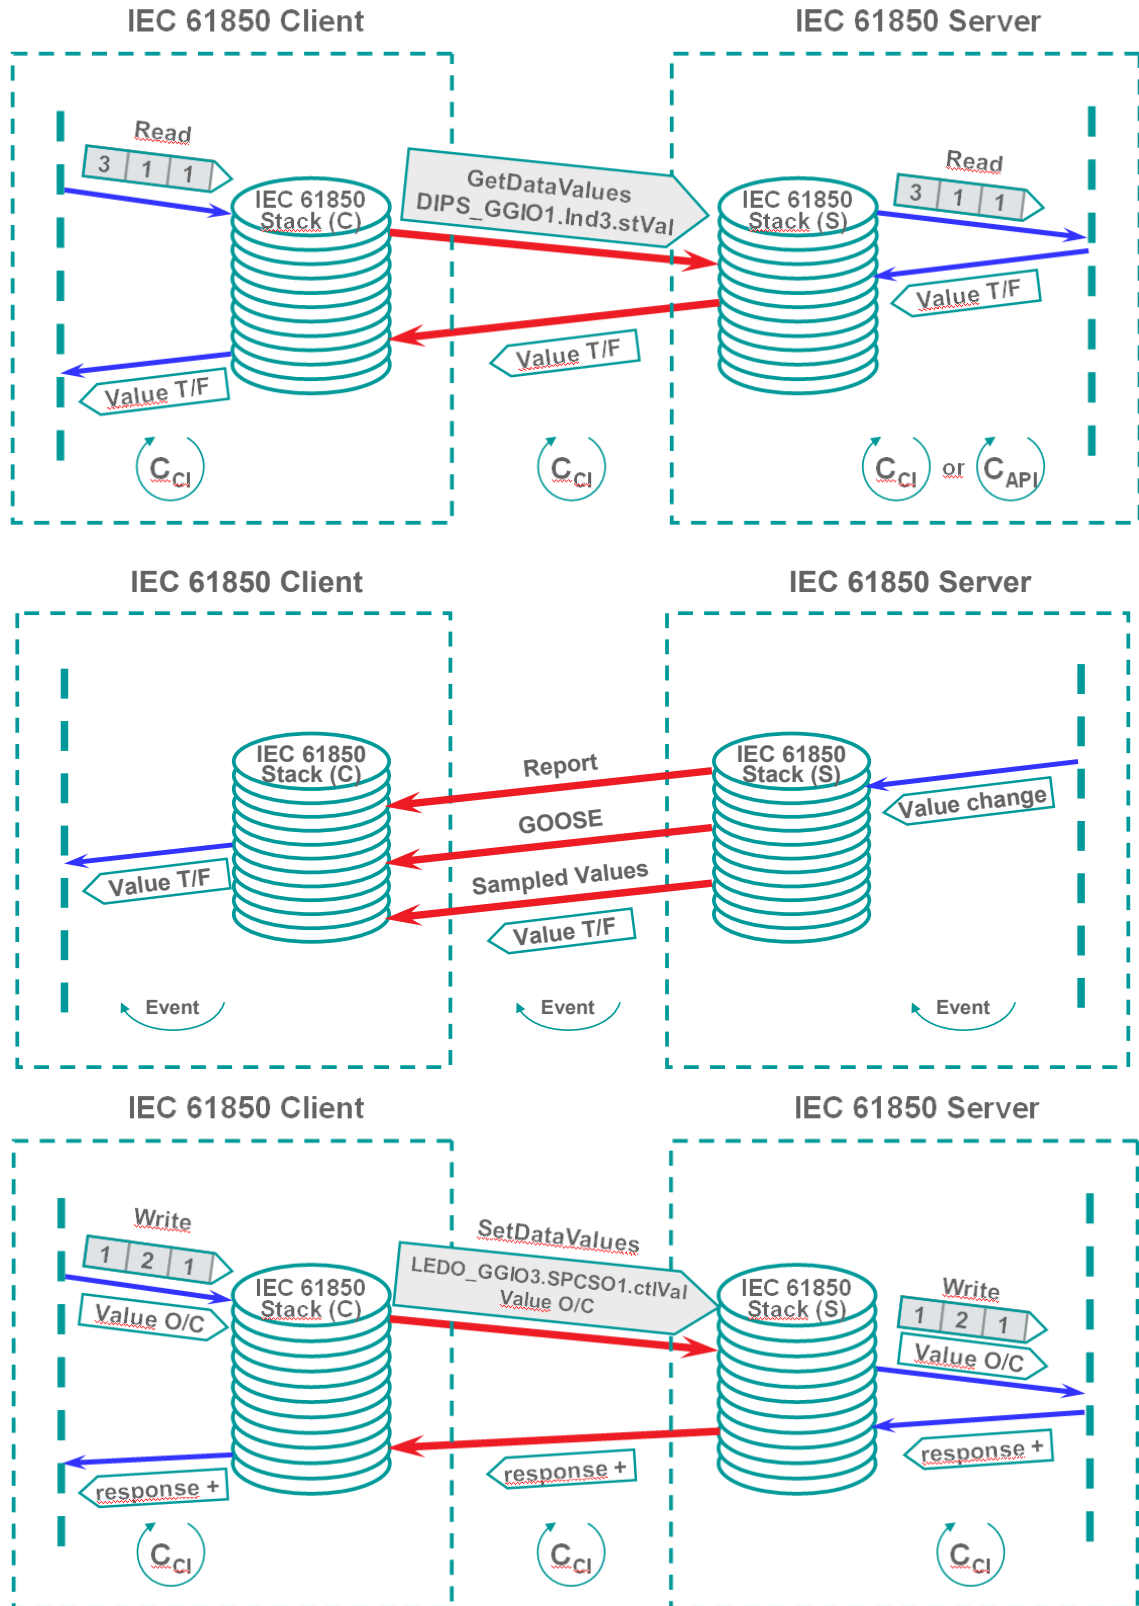 IEC 61850 Client
IEC 61850 Server
Read
3 1 1
IEC 61850
Stack (C)
GetDataValues
DIPS_GGIO1.Ind3.stVal
IEC 61850
Stack (S)
Read
3 1 1
Value T/F
Value T/F
Value T/F
CCI
CCI
CCI or CAPI
IEC 61850 Client
IEC 61850 Server
IEC 61850
Stack (C)
Report
GOOSE
Sampled Values
Value T/F
IEC 61850
Stack (S)
Value change
Value T/F
Event
Event
Event
IEC 61850 Client
IEC 61850 Server
Write
1 2 1
Value O/C
IEC 61850
Stack (C)
SetDataValues
LEDO_GGIO3.SPCSO1.ctlVal
Value O/C
IEC 61850
Stack (S)
Write
1 2 1
Value O/C
response +
response +
response +
CCI
CCI
CCI